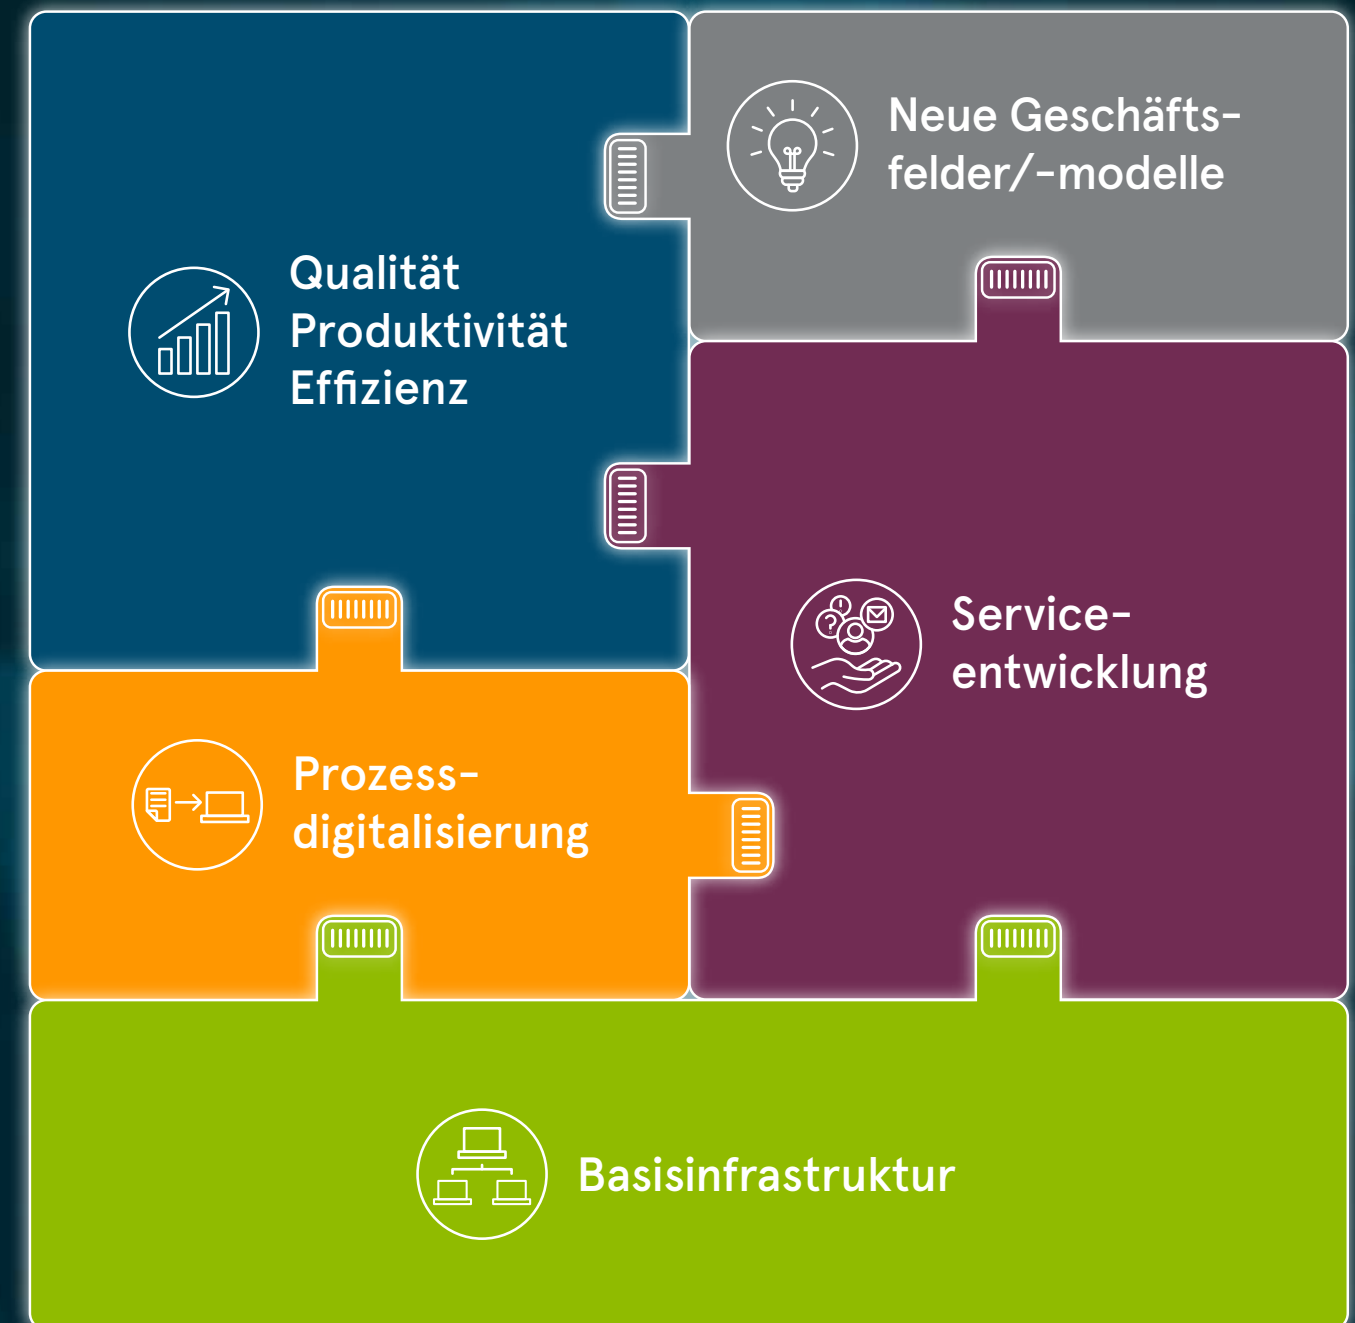 Neue Geschäfts-
felder/-modelle
Qualität
Produktivität
Effizienz
Service-
entwicklung
Prozess-
digitalisierung
Basisinfrastruktur